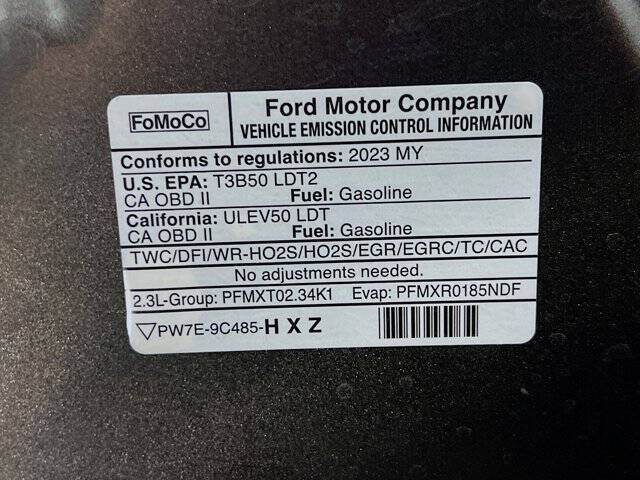 FoMoCo
Ford Motor Company
VEHICLE EMISSION CONTROL INFORMATION
Conforms to regulations: 2023 MY
U.S. EPA: T3B50 LDT2
CA OBD II Fuel: Gasoline
California: ULEV50 LDT
CA OBD II Fuel: Gasoline
TWC/DFI/WR-HO2S/HO2S/EGR/EGRC/TC/CAC
No adjustments needed.
2.3L-Group: PFMXT02.34K1 Evap: PFMXR0185NDF
PW7E-9C485-H X Z